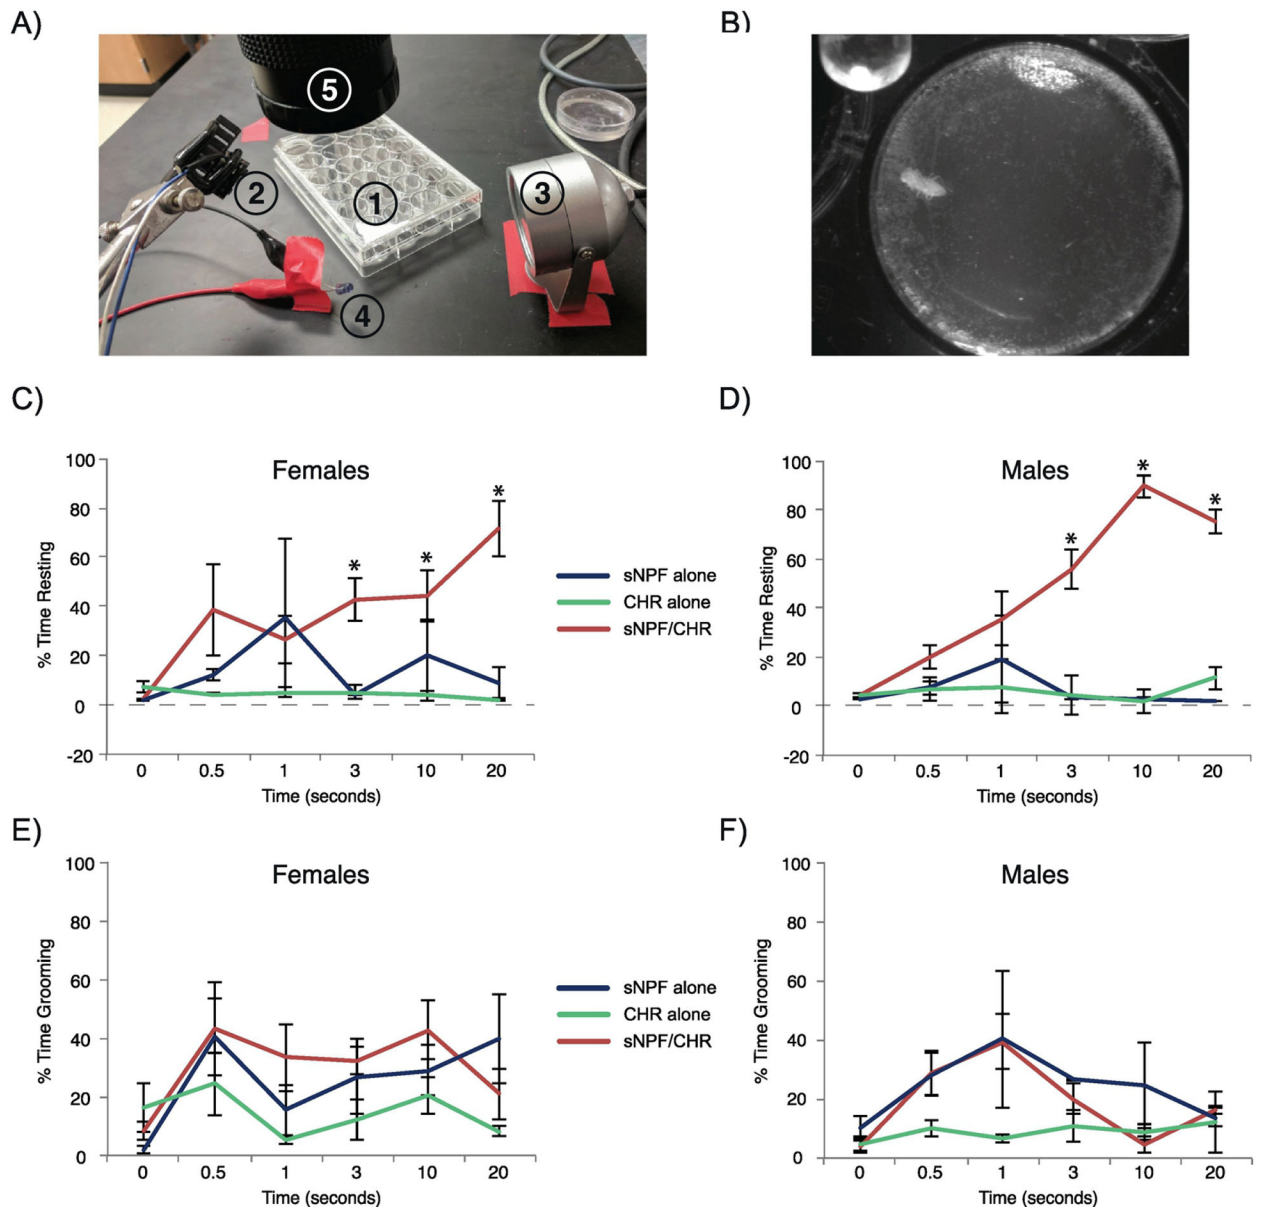 A)
B)
5
2
1
3
4
C)
D)
Females
100
80
60
40
20
0
-20
% Time Resting
*
*
*
0 0.5 1 3 10 20
Time (seconds)
sNPF alone
CHR alone
sNPF/CHR
Males
100
80
60
40
20
0
-20
% Time Resting
*
*
*
0 0.5 1 3 10 20
Time (seconds)
E)
F)
Females
100
80
60
40
20
0
% Time Grooming
0 0.5 1 3 10 20
Time (seconds)
sNPF alone
CHR alone
sNPF/CHR
Males
100
80
60
40
20
0
% Time Grooming
0 0.5 1 3 10 20
Time (seconds)